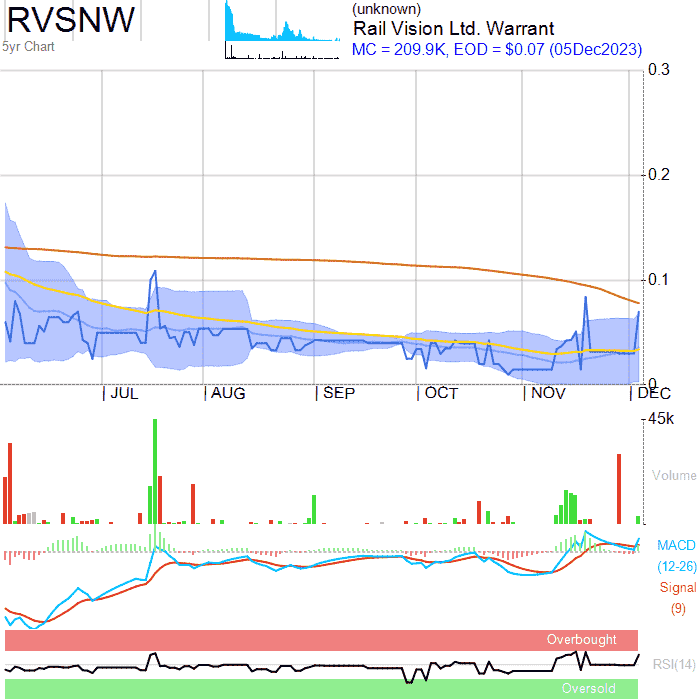 RVSNW
5yr Chart
(unknown)
Rail Vision Ltd. Warrant
MC = 209.9K, EOD = $0.07 (05Dec2023)
0.3
0.2
0.1
0
JUL AUG SEP OCT NOV DEC
45k
Volume
MACD
(12-26)
Signal
(9)
Overbought
RSI(14)
Oversold